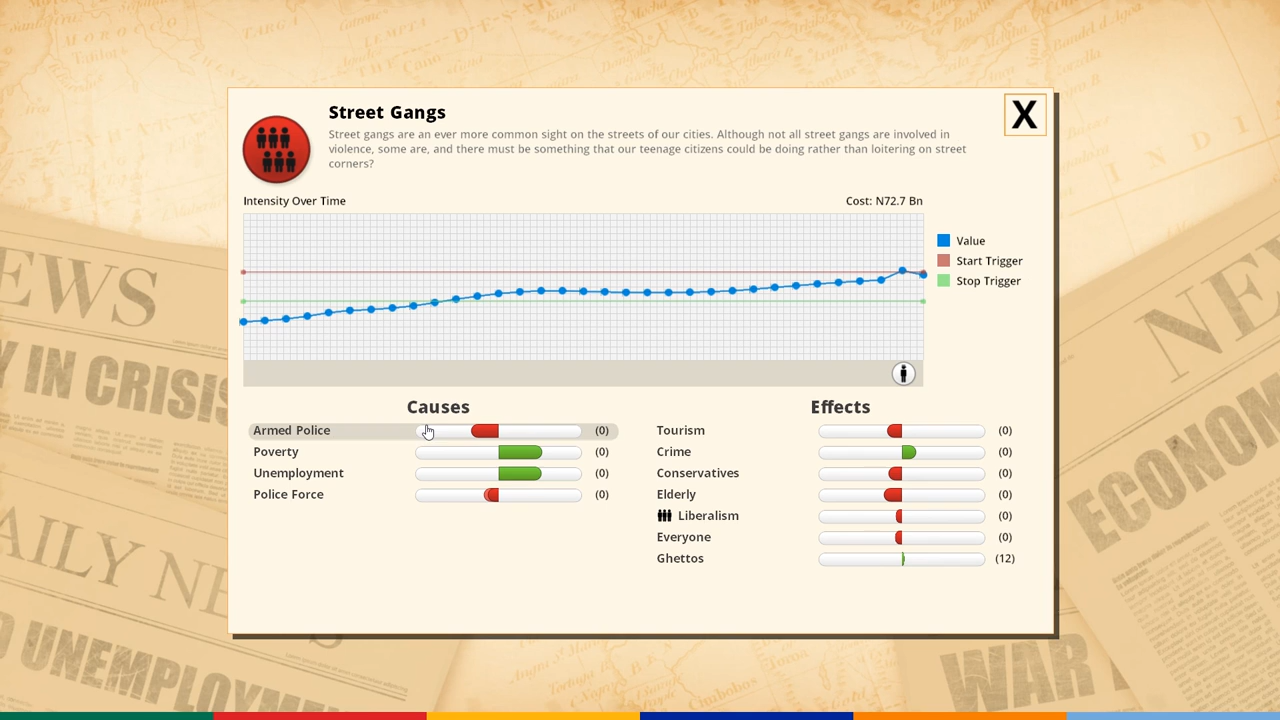 Street Gangs
X
Street gangs are an ever more common sight on the streets of our cities. Although not all street gangs are involved in
violence, some are, and there must be something that our teenage citizens could be doing rather than loitering on street
corners?
Intensity Over Time
Cost: N72.7 Bn
Value
Start Trigger
Stop Trigger
Causes
Armed Police (0)
Poverty (0)
Unemployment (0)
Police Force (0)
Effects
Tourism (0)
Crime (0)
Conservatives (0)
Elderly (0)
Liberalism (0)
Everyone (0)
Ghettos (12)
EWS
Y IN CRISIS
AILY NE
UNEMPLOYM
NE
ECONOM
WAR